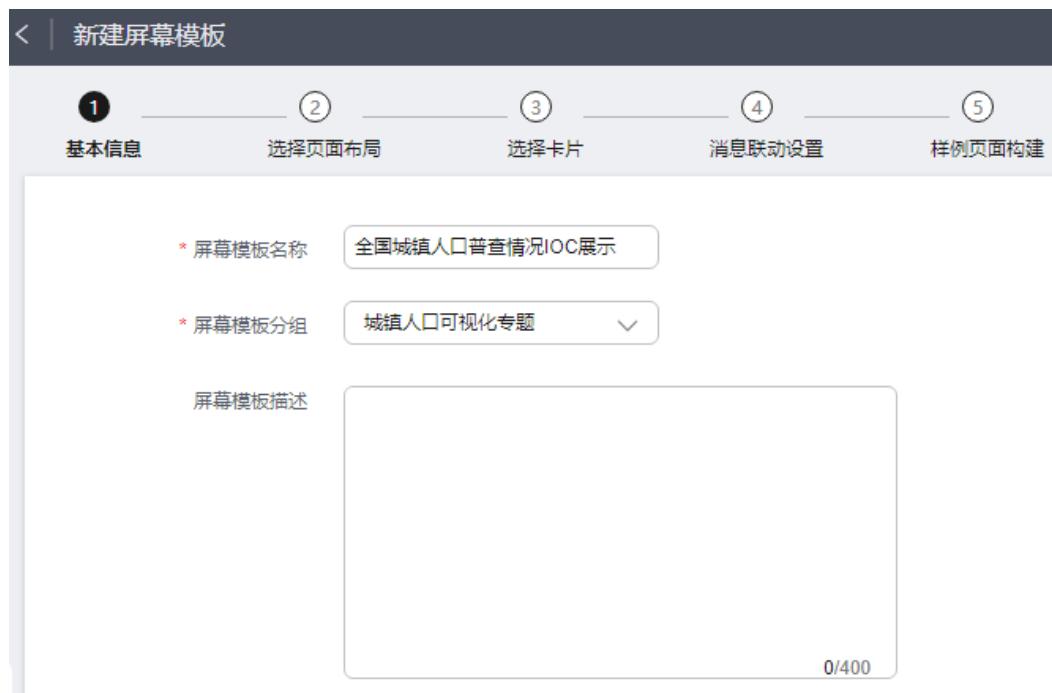 新建屏幕模板
1 2 3 4 5
基本信息 选择页面布局 选择卡片 消息联动设置 样例页面构建
* 屏幕模板名称 全国城镇人口普查情况IOC展示
* 屏幕模板分组 城镇人口可视化专题
屏幕模板描述
0/400